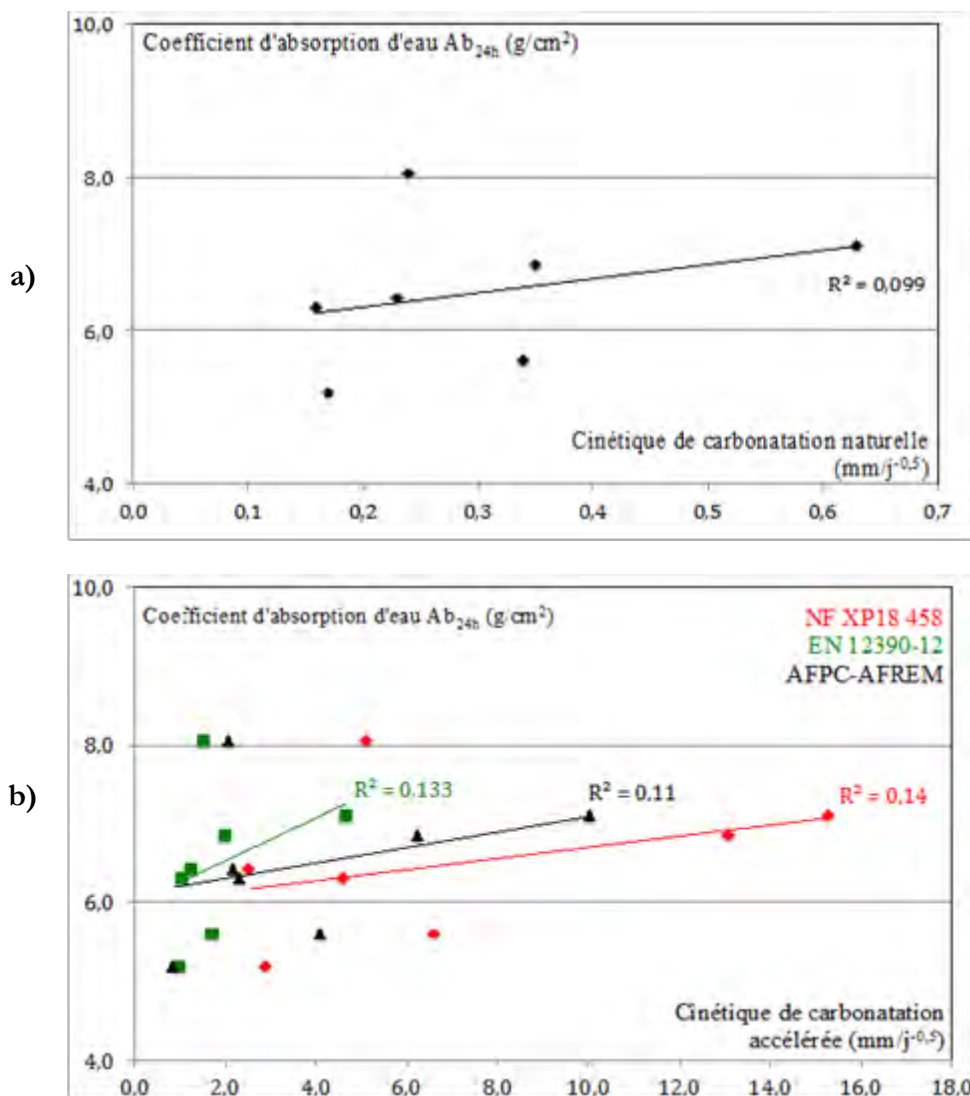 a)
10,0
8,0
6,0
4,0
Coefficient d'absorption d'eau Ab24h (g/cm²)
R² = 0,099
Cinétique de carbonatation naturelle
(mm/j-0,5)
0,0 0,1 0,2 0,3 0,4 0,5 0,6 0,7
b)
10,0
8,0
6,0
4,0
Coefficient d'absorption d'eau Ab24h (g/cm²)
NF XP18 458
EN 12390-12
AFPC-AFREM
R² = 0,133
R² = 0,11
R² = 0,14
Cinétique de carbonatation
accélérée (mm/j-0,5)
0,0 2,0 4,0 6,0 8,0 10,0 12,0 14,0 16,0 18,0